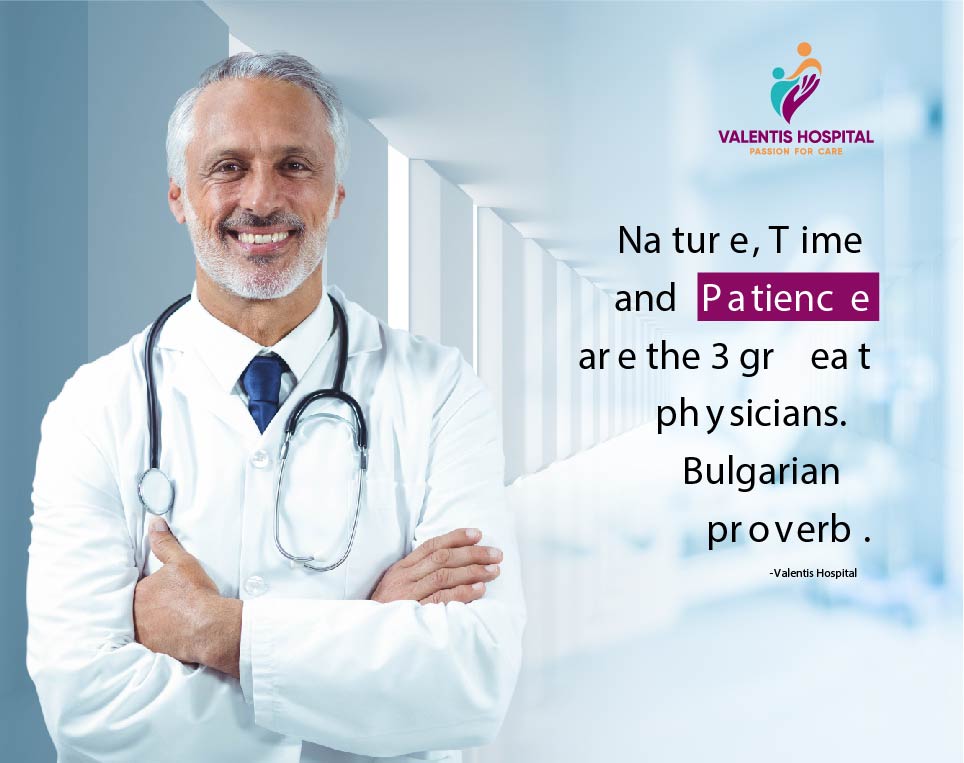 VALENTIS HOSPITAL
PASSION FOR CARE
Nature, Time
and Patience
are the 3 great
physicians.
Bulgarian
proverb.
-Valentis Hospital